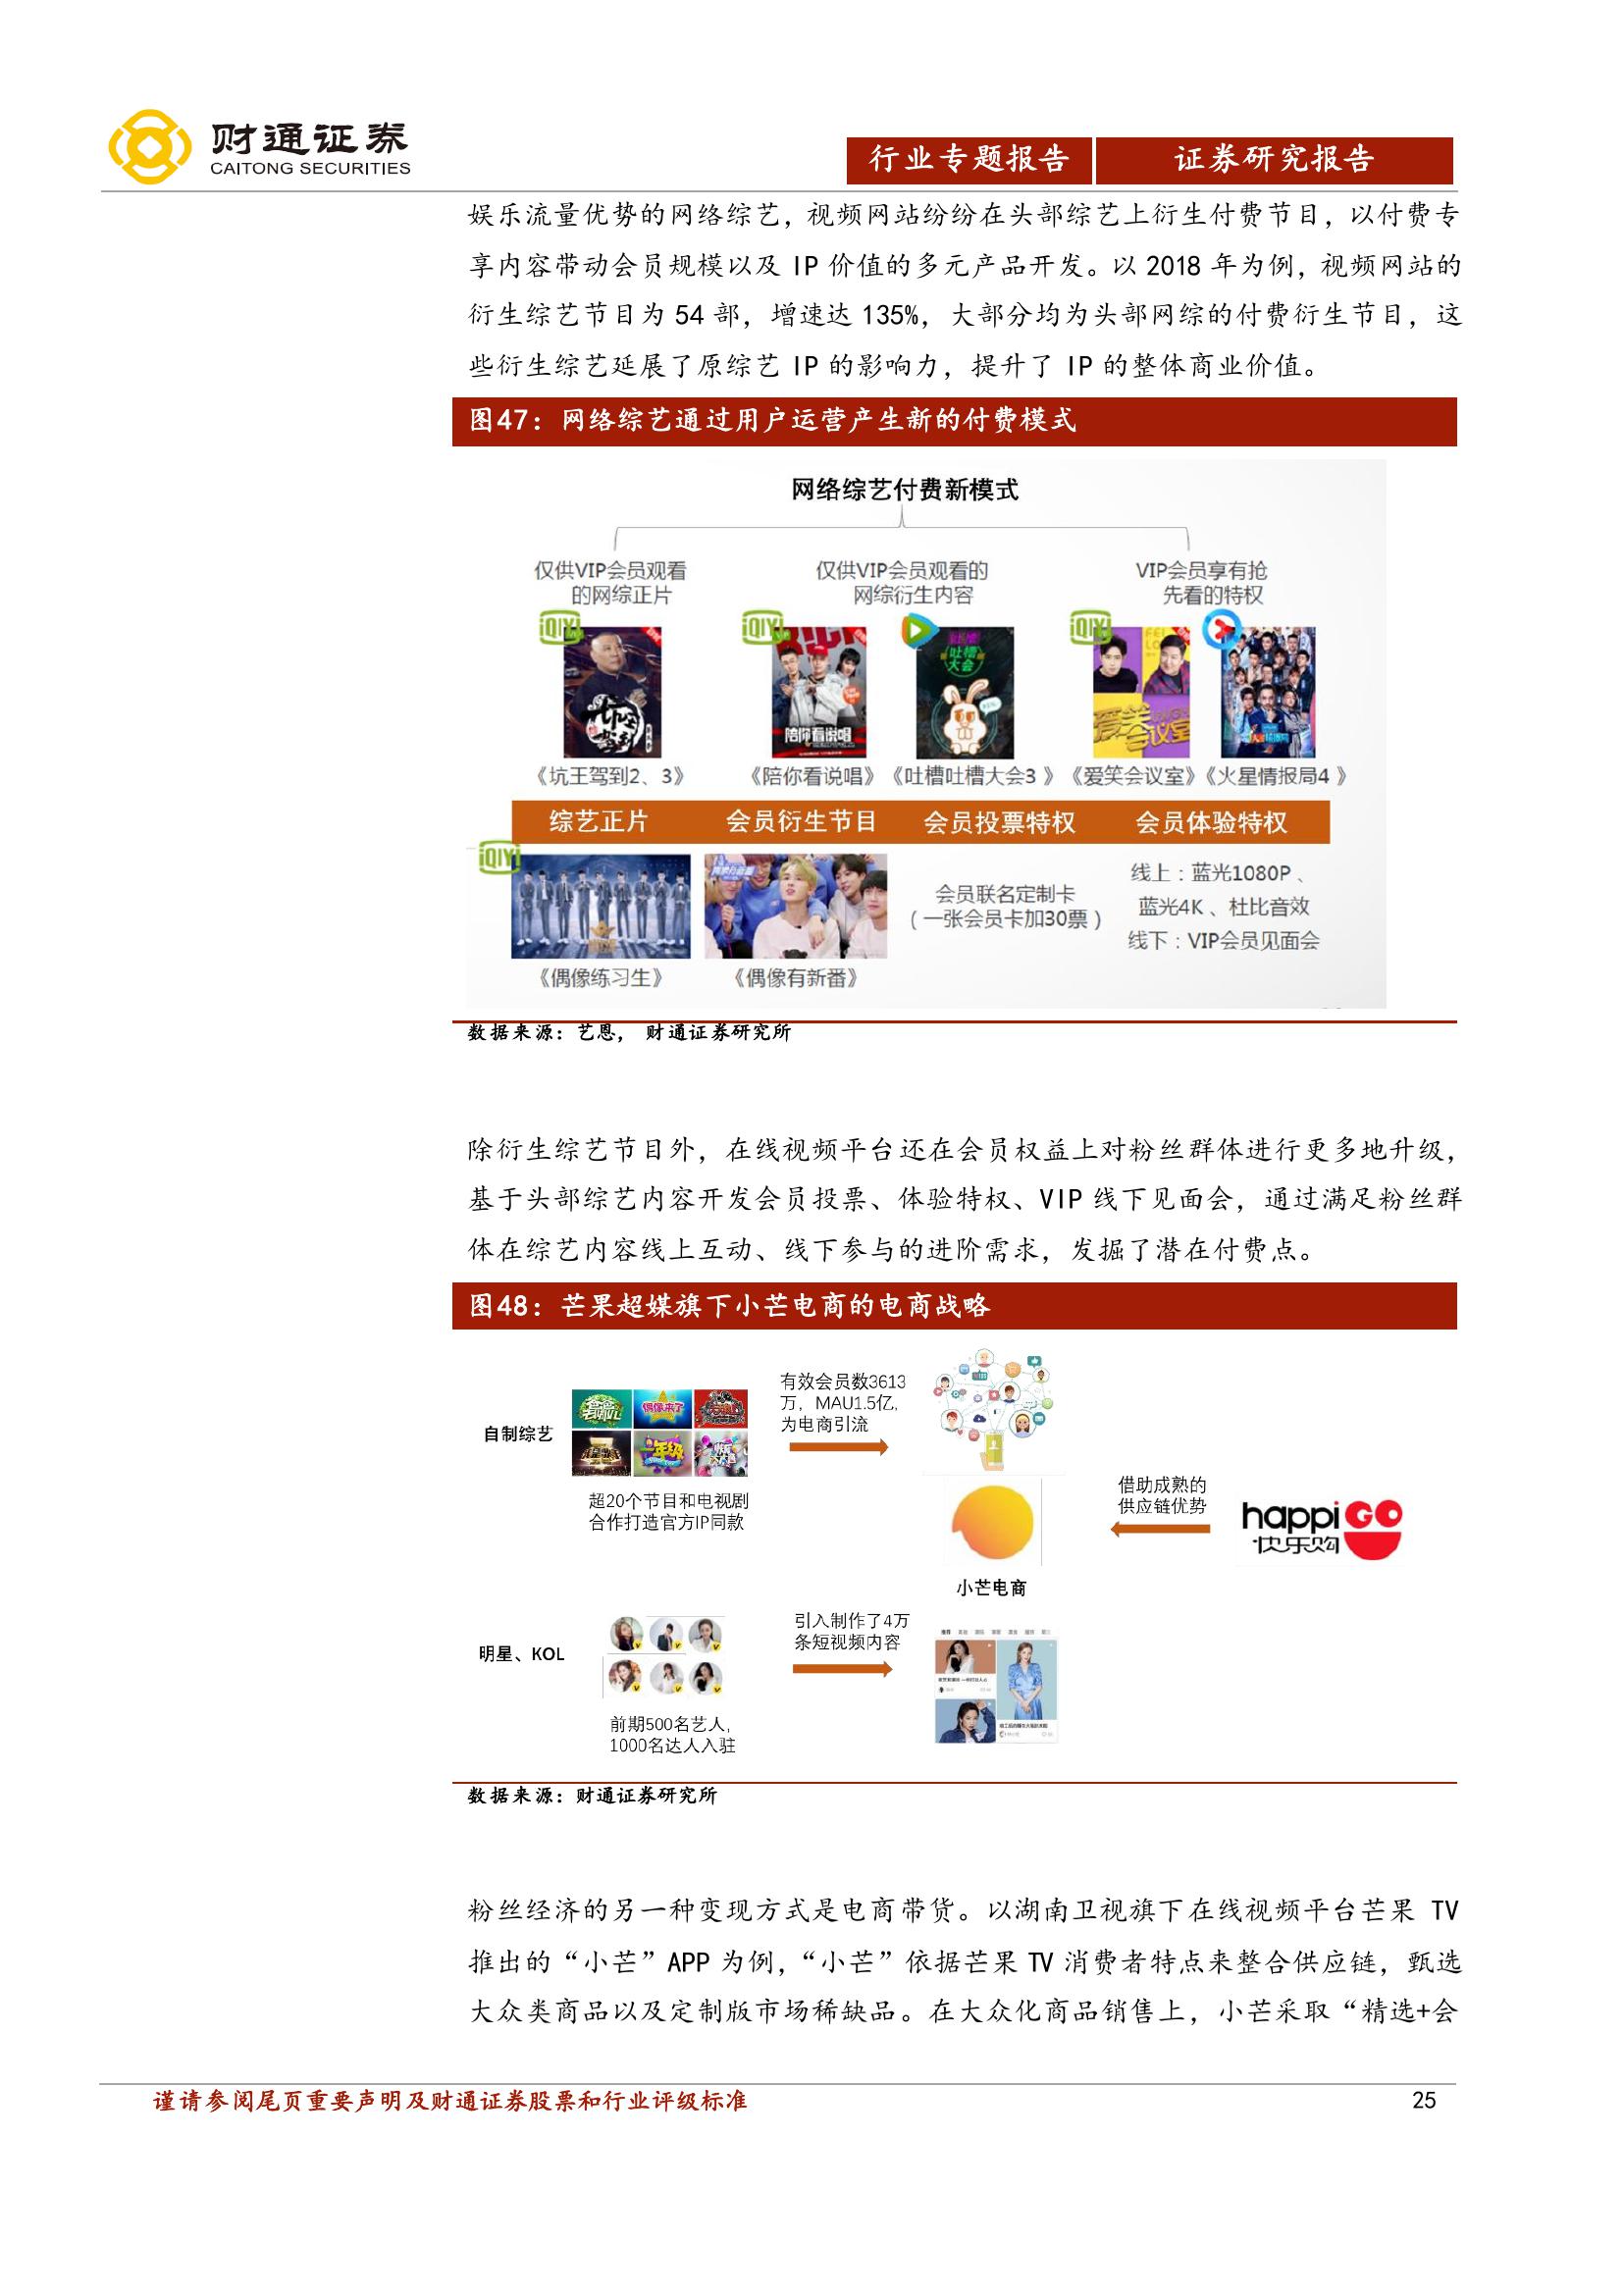 财通证券
CAITONG SECURITIES
行业专题报告
证券研究报告
娱乐流量优势的网络综艺，视频网站纷纷在头部综艺上衍生付费节目，以付费专
享内容带动会员规模以及 IP 价值的多元产品开发。以 2018 年为例，视频网站的
衍生综艺节目为 54 部，增速达 135%，大部分均为头部网综的付费衍生节目，这
些衍生综艺延展了原综艺 IP 的影响力，提升了 IP 的整体商业价值。
图47：网络综艺通过用户运营产生新的付费模式
网络综艺付费新模式
仅供VIP会员观看
的网综正片
仅供VIP会员观看的
网综衍生内容
VIP会员享有抢
先看的特权
iQIYI
iQIYI
iQIYI
陪你看说唱
吐槽
大会
《坑王驾到2、3》
《陪你看说唱》
《吐槽吐槽大会3 》
《爱笑会议室》
《火星情报局4 》
综艺正片
会员衍生节目
会员投票特权
会员体验特权
iQIYI
会员联名定制卡
（一张会员卡加30票）
线上：蓝光1080P、
蓝光4K、杜比音效
线下：VIP会员见面会
《偶像练习生》
《偶像有新番》
数据来源：艺恩， 财通证券研究所
除衍生综艺节目外，在线视频平台还在会员权益上对粉丝群体进行更多地升级，
基于头部综艺内容开发会员投票、体验特权、VIP 线下见面会，通过满足粉丝群
体在综艺内容线上互动、线下参与的进阶需求，发掘了潜在付费点。
图48：芒果超媒旗下小芒电商的电商战略
自制综艺
偶像来了
一年级
超20个节目和电视剧
合作打造官方IP同款
有效会员数3613
万，MAU1.5亿，
为电商引流
借助成熟的
供应链优势
happiGO
快乐购
小芒电商
明星、KOL
引入制作了4万
条短视频内容
前期500名艺人，
1000名达人入驻
数据来源：财通证券研究所
粉丝经济的另一种变现方式是电商带货。以湖南卫视旗下在线视频平台芒果 TV
推出的“小芒”APP 为例，“小芒”依据芒果 TV 消费者特点来整合供应链，甄选
大众类商品以及定制版市场稀缺品。在大众化商品销售上，小芒采取“精选+会
谨请参阅尾页重要声明及财通证券股票和行业评级标准
25